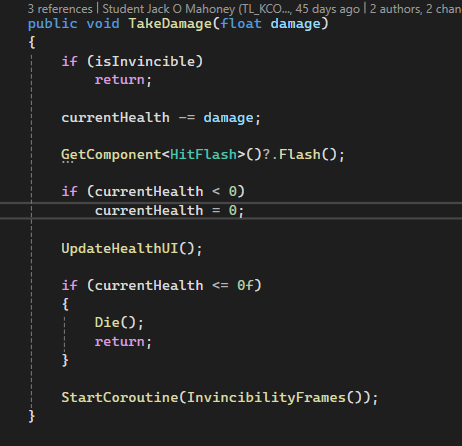 3 references | Student Jack O Mahoney (TL_KCO..., 45 days ago | 2 authors, 2 chan
public void TakeDamage(float damage)
{
if (isInvincible)
return;
currentHealth -= damage;
GetComponent<HitFlash>()?.Flash();
if (currentHealth < 0)
currentHealth = 0;
UpdateHealthUI();
if (currentHealth <= 0f)
{
Die();
return;
}
StartCoroutine(InvincibilityFrames());
}